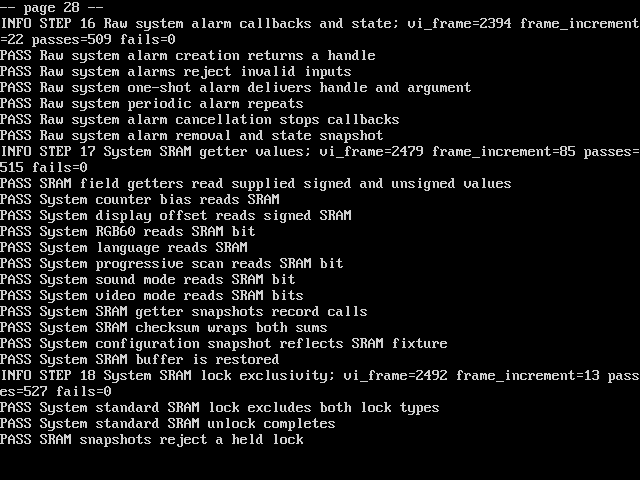 -- page 28 --
INFO STEP 16 Raw system alarm callbacks and state; vi_frame=2394 frame_increment
=22 passes=509 fails=0
PASS Raw system alarm creation returns a handle
PASS Raw system alarms reject invalid inputs
PASS Raw system one-shot alarm delivers handle and argument
PASS Raw system periodic alarm repeats
PASS Raw system alarm cancellation stops callbacks
PASS Raw system alarm removal and state snapshot
INFO STEP 17 System SRAM getter values; vi_frame=2479 frame_increment=85 passes=
515 fails=0
PASS SRAM field getters read supplied signed and unsigned values
PASS System counter bias reads SRAM
PASS System display offset reads signed SRAM
PASS System RGB60 reads SRAM bit
PASS System language reads SRAM
PASS System progressive scan reads SRAM bit
PASS System sound mode reads SRAM bit
PASS System video mode reads SRAM bits
PASS System SRAM getter snapshots record calls
PASS System SRAM checksum wraps both sums
PASS System configuration snapshot reflects SRAM fixture
PASS System SRAM buffer is restored
INFO STEP 18 System SRAM lock exclusivity; vi_frame=2492 frame_increment=13 pass
es=527 fails=0
PASS System standard SRAM lock excludes both lock types
PASS System standard SRAM unlock completes
PASS SRAM snapshots reject a held lock